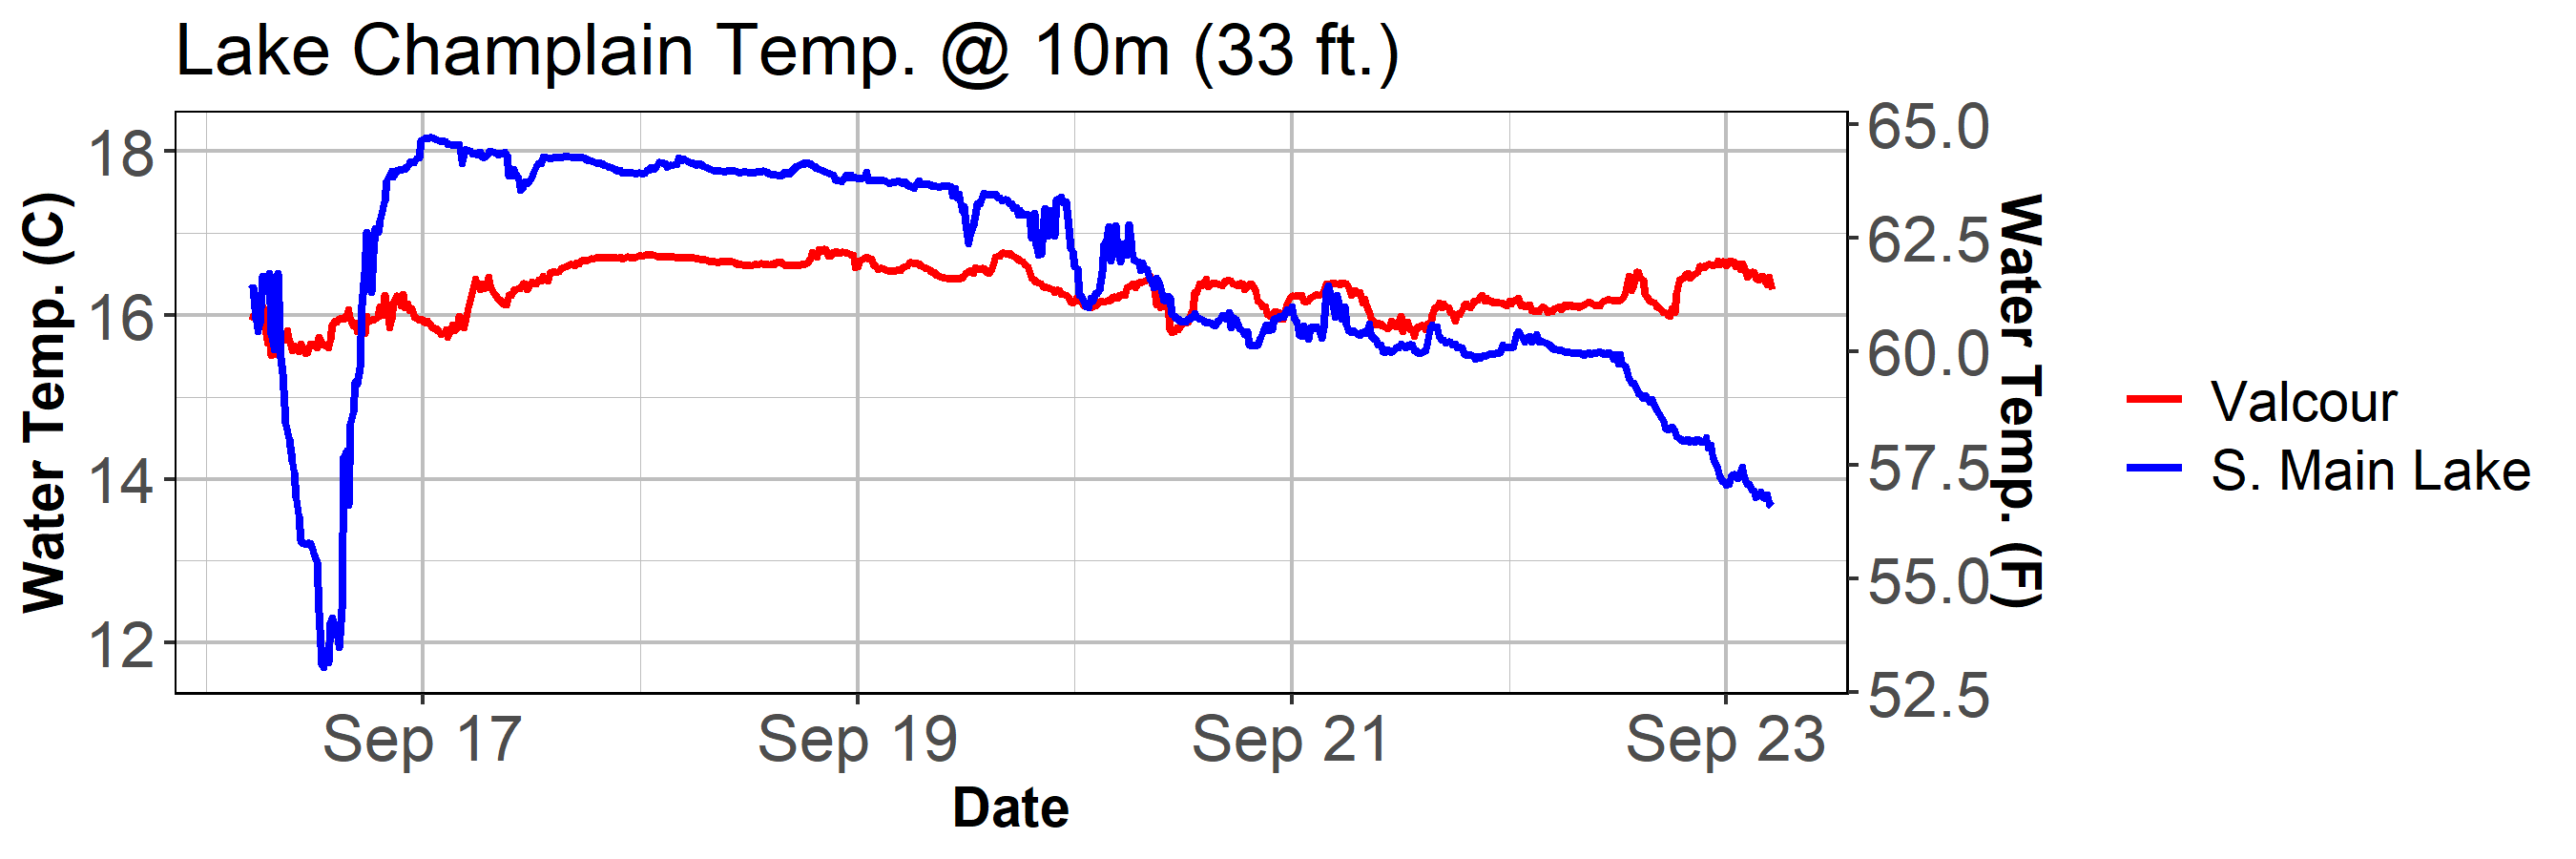 Lake Champlain Temp. @ 10m (33 ft.)
Water Temp. (C)
18
16
14
12
65.0
62.5
60.0
57.5
55.0
52.5
Water Temp. (F)
Sep 17
Sep 19
Sep 21
Sep 23
Date
Valcour
S. Main Lake